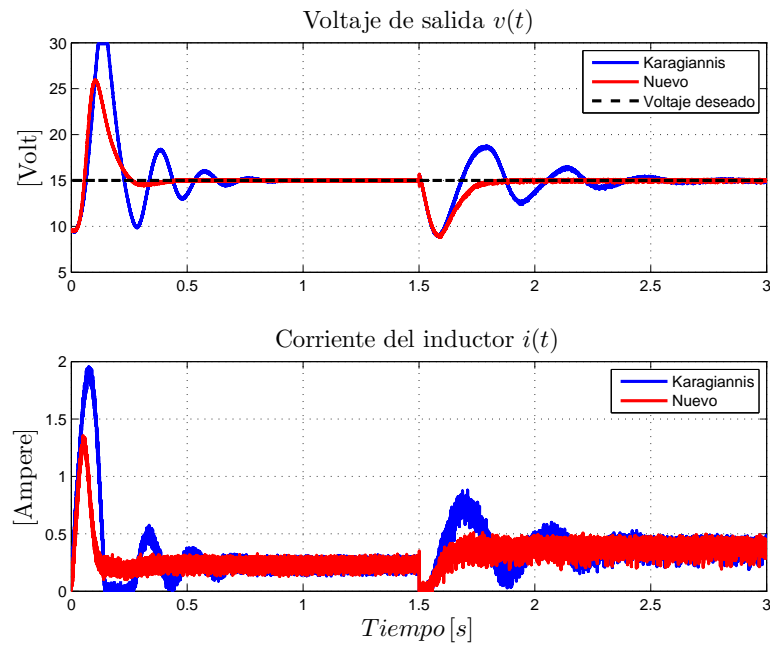 Voltaje de salida v(t)
[Volt]
30
25
20
15
10
5
0
0.5
1
1.5
2
2.5
3
Karagiannis
Nuevo
Voltaje deseado
Corriente del inductor i(t)
[Ampere]
2
1.5
1
0.5
0
0
0.5
1
1.5
2
2.5
3
Karagiannis
Nuevo
Tiempo [s]